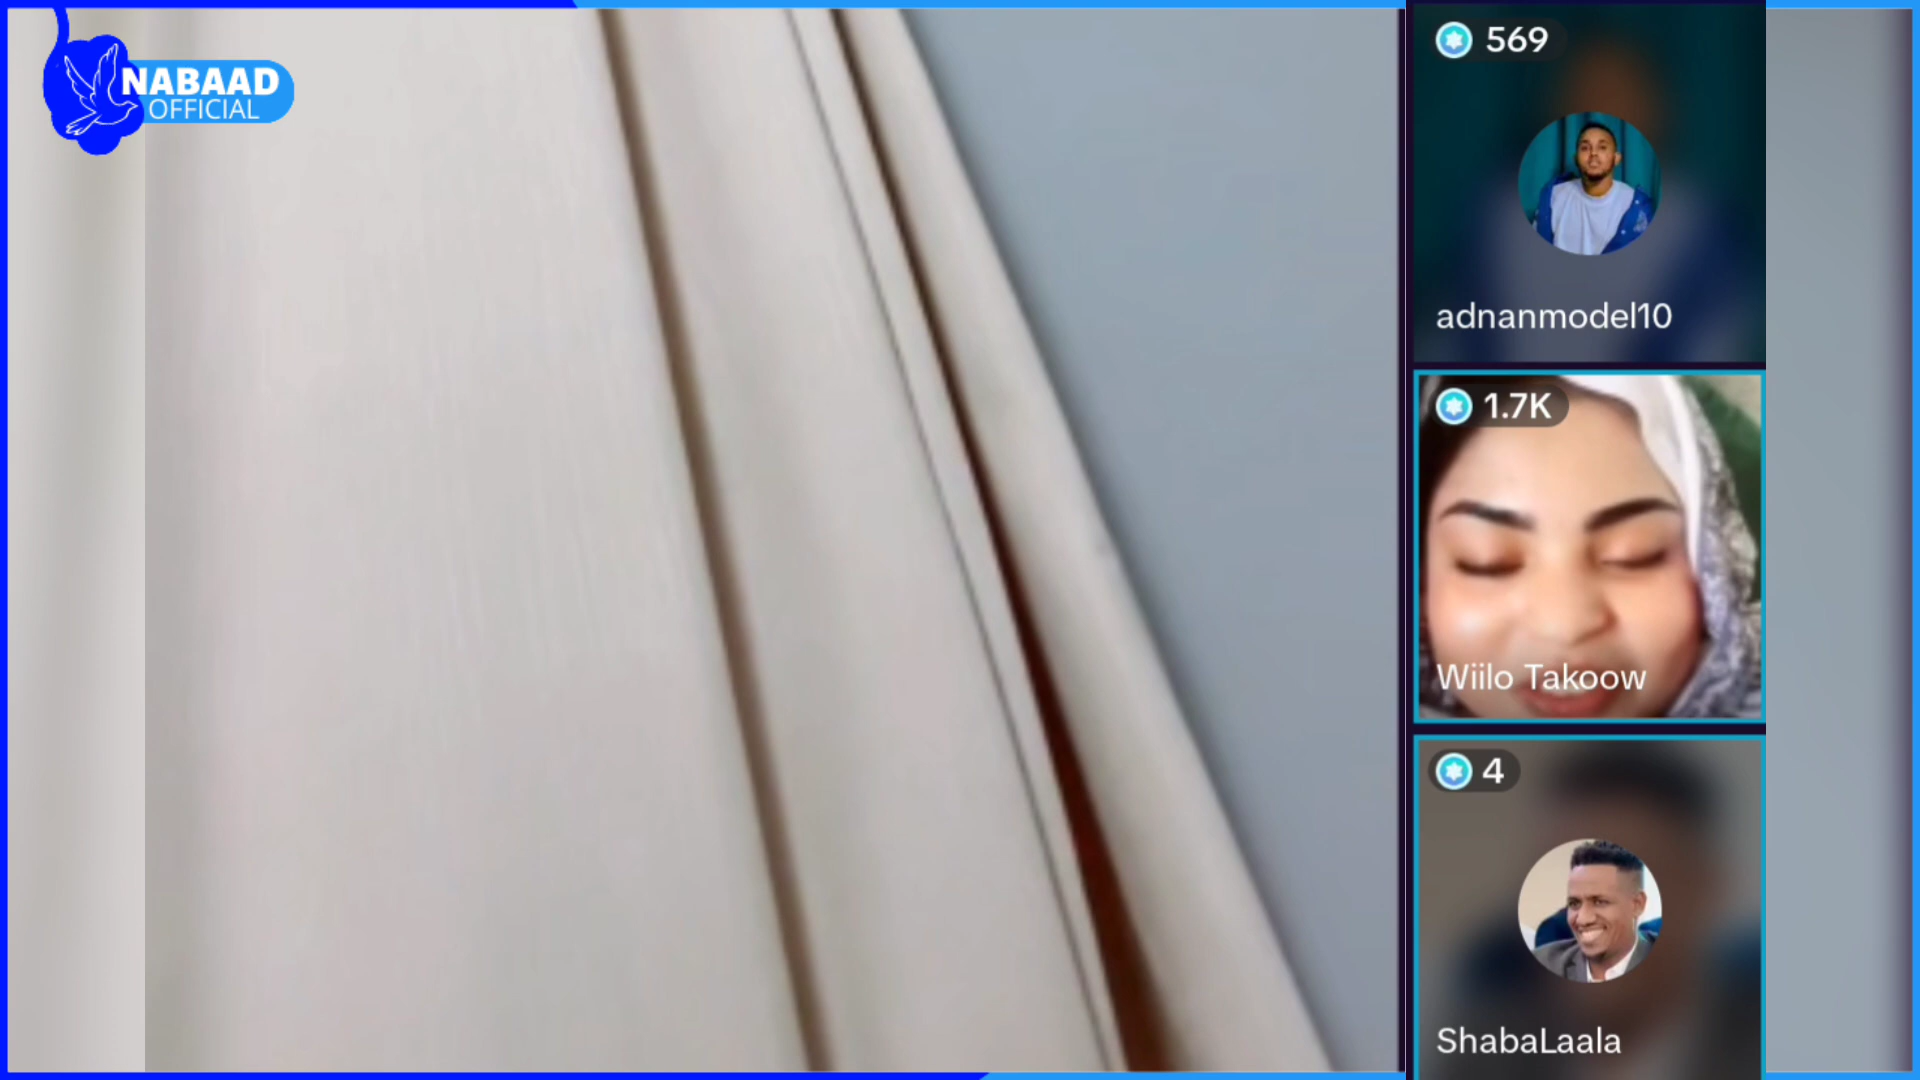 NABAAD
OFFICIAL
569
adnanmodel10
1.7K
Wiilo Takoow
4
ShabaLaala